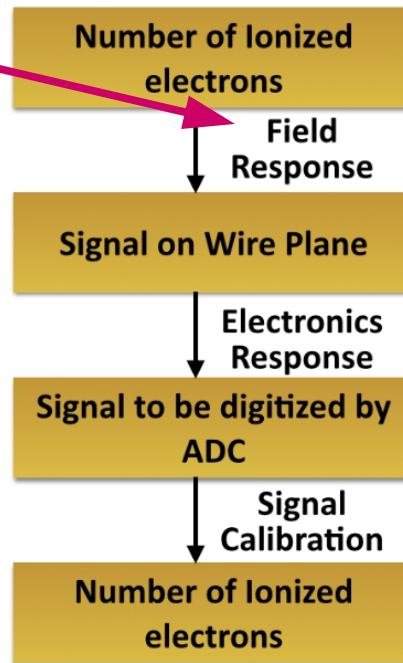 Number of Ionized
electrons
Field
Response
Signal on Wire Plane
Electronics
Response
Signal to be digitized by
ADC
Signal
Calibration
Number of Ionized
electrons